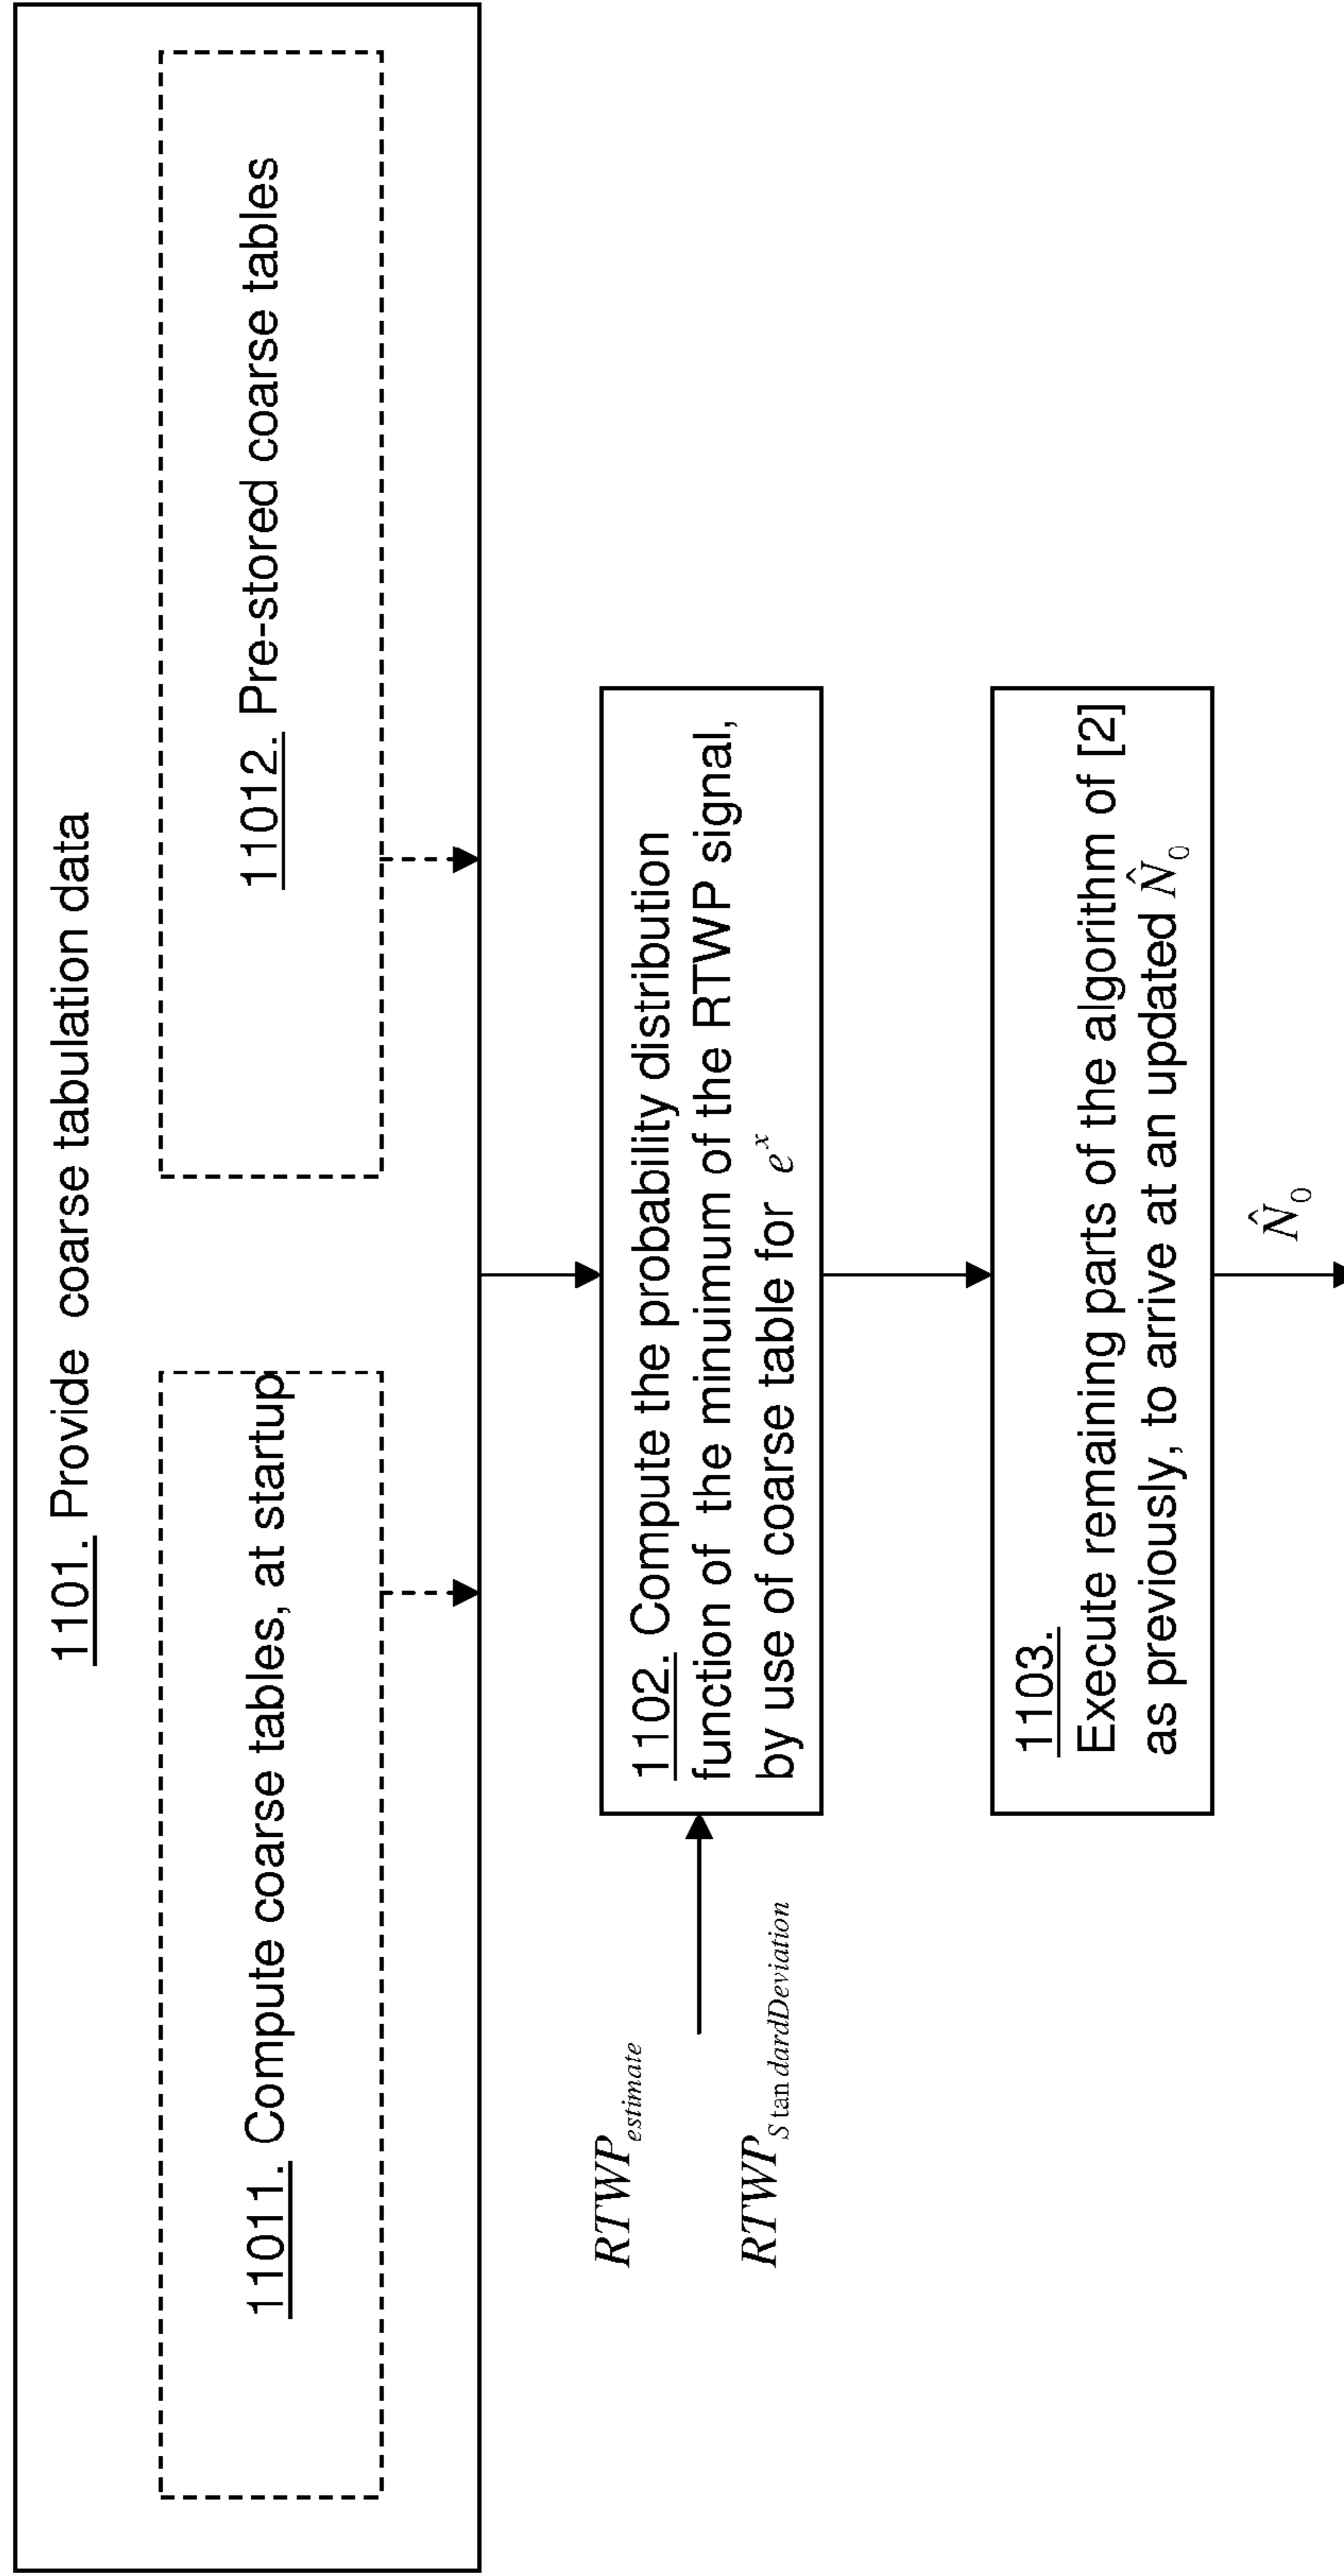 1101. Provide coarse tabulation data
11011. Compute coarse tables, at startup
11012. Pre-stored coarse tables
RTWP_estimate
RTWP_StandardDeviation
1102. Compute the probability distribution
function of the minuimum of the RTWP signal,
by use of coarse table for e^x
1103.
Execute remaining parts of the algorithm of [2]
as previously, to arrive at an updated N̂_0
N̂_0